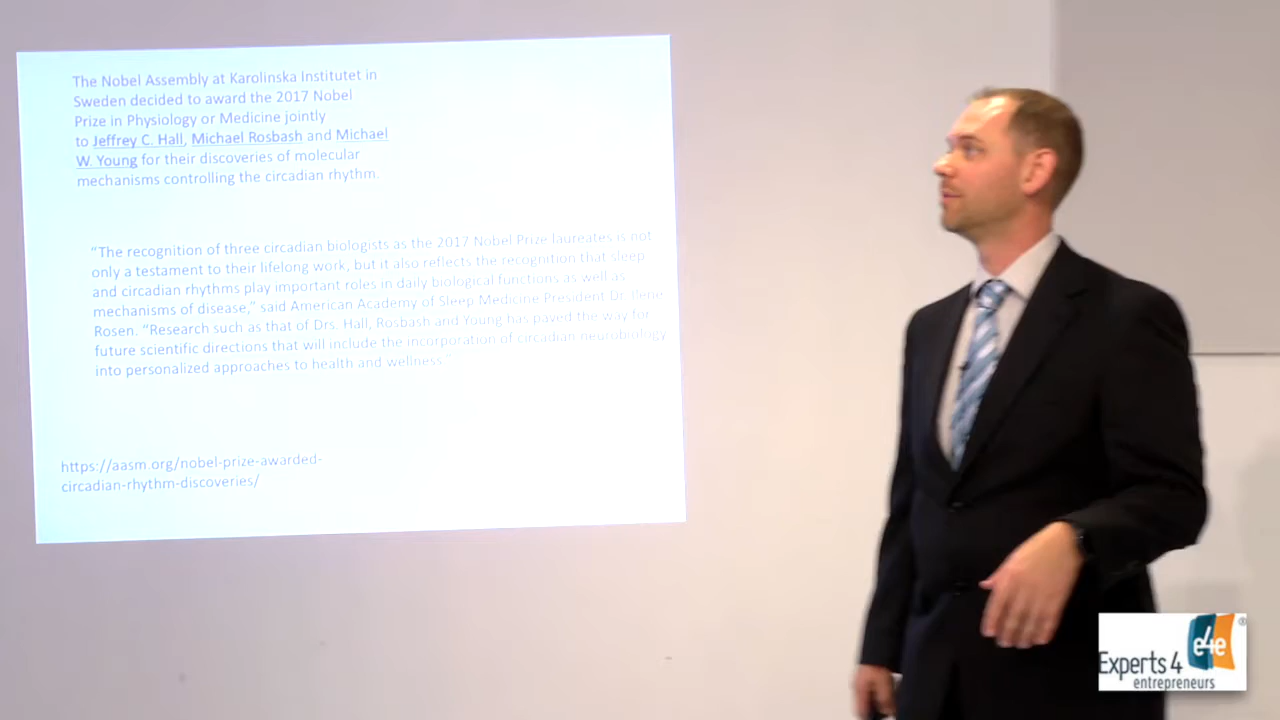 The Nobel Assembly at Karolinska Institutet in
Sweden decided to award the 2017 Nobel
Prize in Physiology or Medicine jointly
to Jeffrey C. Hall, Michael Rosbash and Michael
W. Young for their discoveries of molecular
mechanisms controlling the circadian rhythm.
“The recognition of three circadian biologists as the 2017 Nobel Prize laureates is not
only a testament to their lifelong work, but it also reflects the recognition that sleep
and circadian rhythms play important roles in daily biological functions as well as
mechanisms of disease,” said American Academy of Sleep Medicine President Dr. Ilene
Rosen. “Research such as that of Drs. Hall, Rosbash and Young has paved the way for
future scientific directions that will include the incorporation of circadian neurobiology
into personalized approaches to health and wellness.”
https://aasm.org/nobel-prize-awarded-
circadian-rhythm-discoveries/
e4e®
Experts 4
entrepreneurs